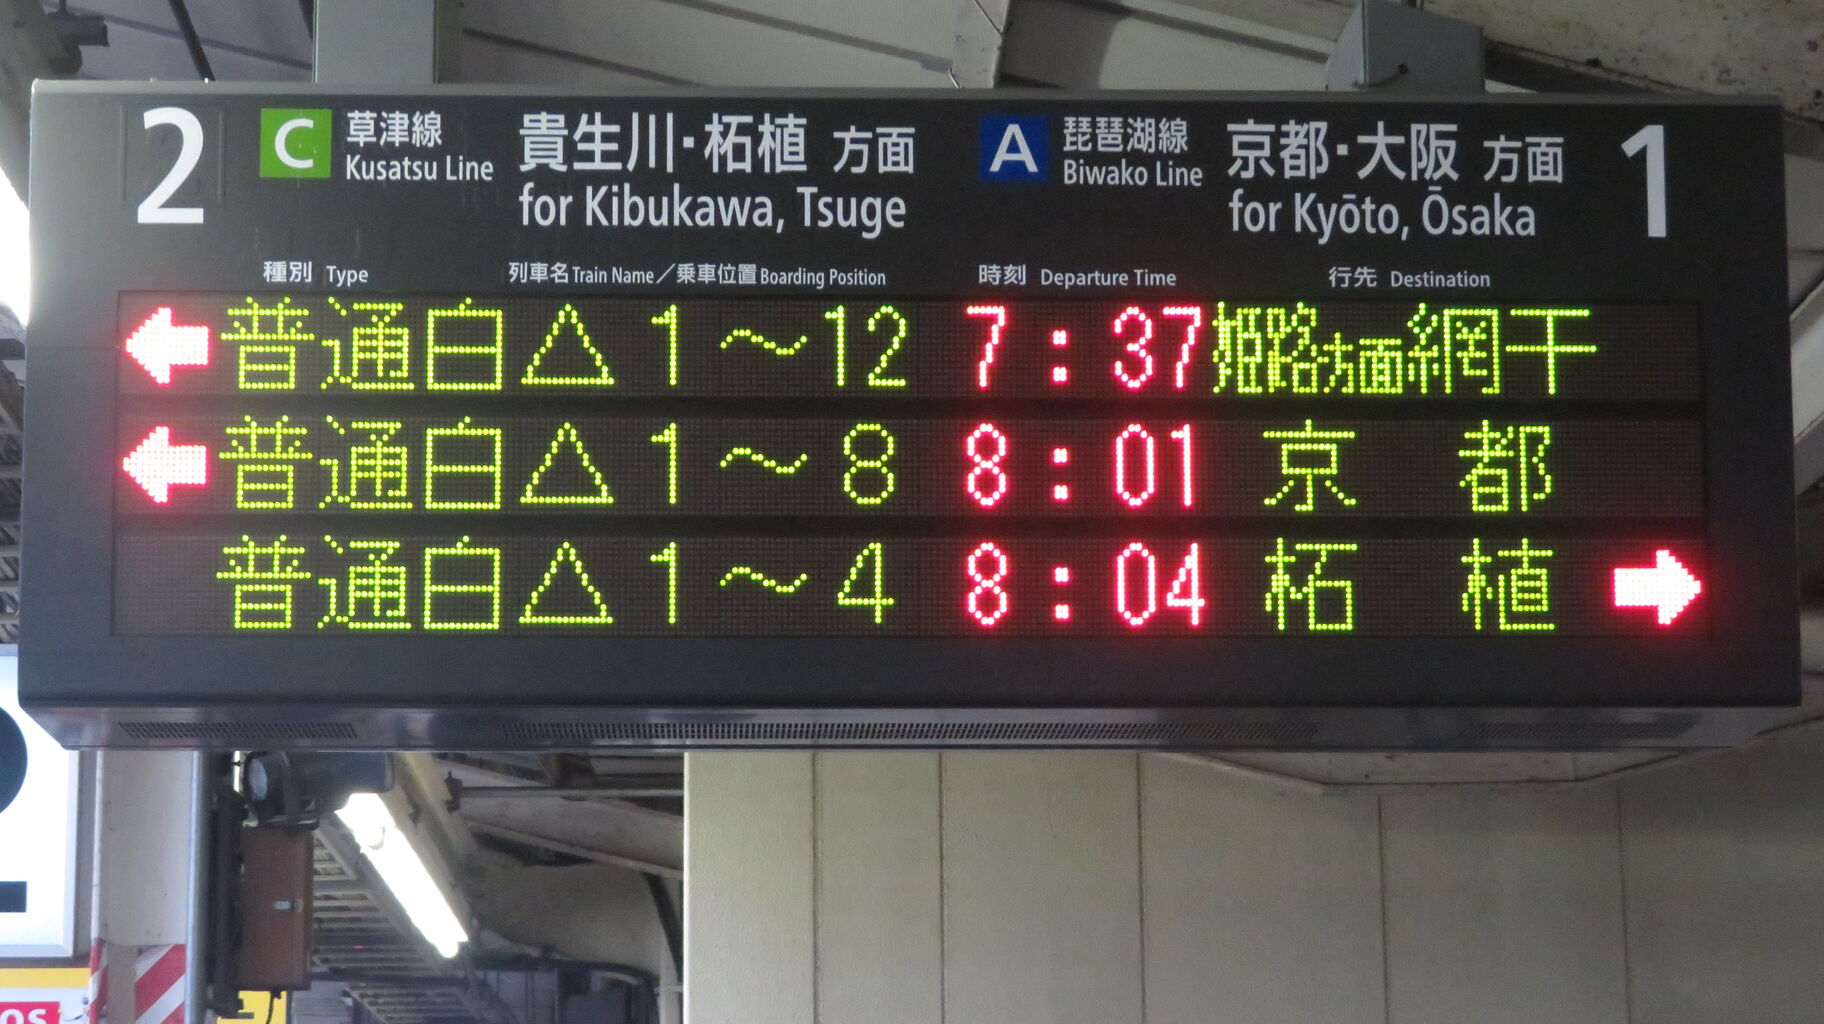 2 C 草津線 貴生川・柘植 方面 A 琵琶湖線 京都・大阪 方面 1
Kusatsu Line for Kibukawa, Tsuge Biwako Line for Kyōto, Ōsaka
種別 Type 列車名 Train Name／乗車位置 Boarding Position 時刻 Departure Time 行先 Destination
← 普通 白△ 1～12 7:37 姫路方面網干
← 普通 白△ 1～ 8 8:01 京都
普通 白△ 1～ 4 8:04 柘植 →
OS